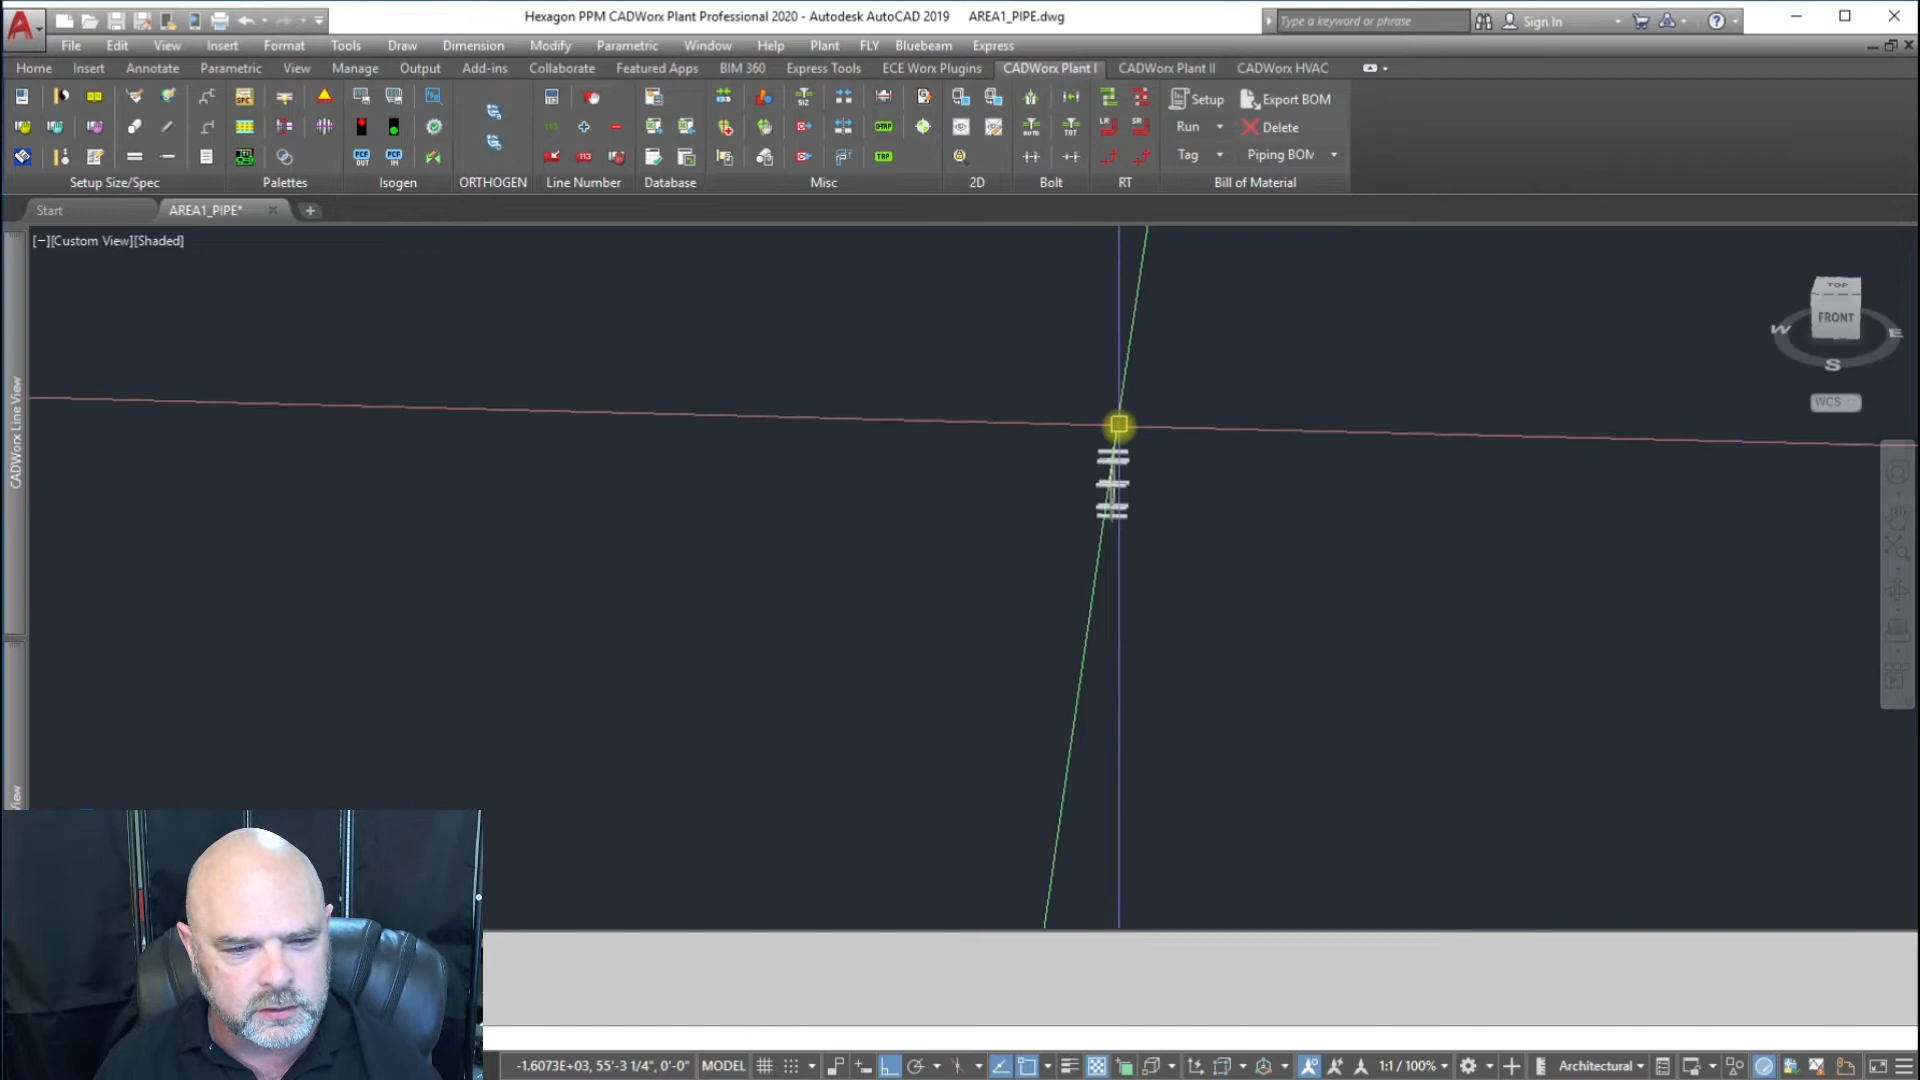 Hexagon PPM CADWorx Plant Professional 2020 - Autodesk AutoCAD 2019 AREA1_PIPE.dwg
Type a keyword or phrase
Sign In
File Edit View Insert Format Tools Draw Dimension Modify Parametric Window Help Plant FLY Bluebeam Express
Home Insert Annotate Parametric View Manage Output Add-ins Collaborate Featured Apps BIM 360 Express Tools ECE Worx Plugins CADWorx Plant I CADWorx Plant II CADWorx HVAC
Setup Export BOM
Run Delete
Tag Piping BOM
Setup Size/Spec Palettes Isogen ORTHOGEN Line Number Database Misc 2D Bolt RT Bill of Material
Start AREA1_PIPE*
[−][Custom View][Shaded]
TOP
FRONT
W E
S
WCS
CADWorx Line View
-1.6073E+03, 55'-3 1/4", 0'-0" MODEL 1:1 / 100% Architectural